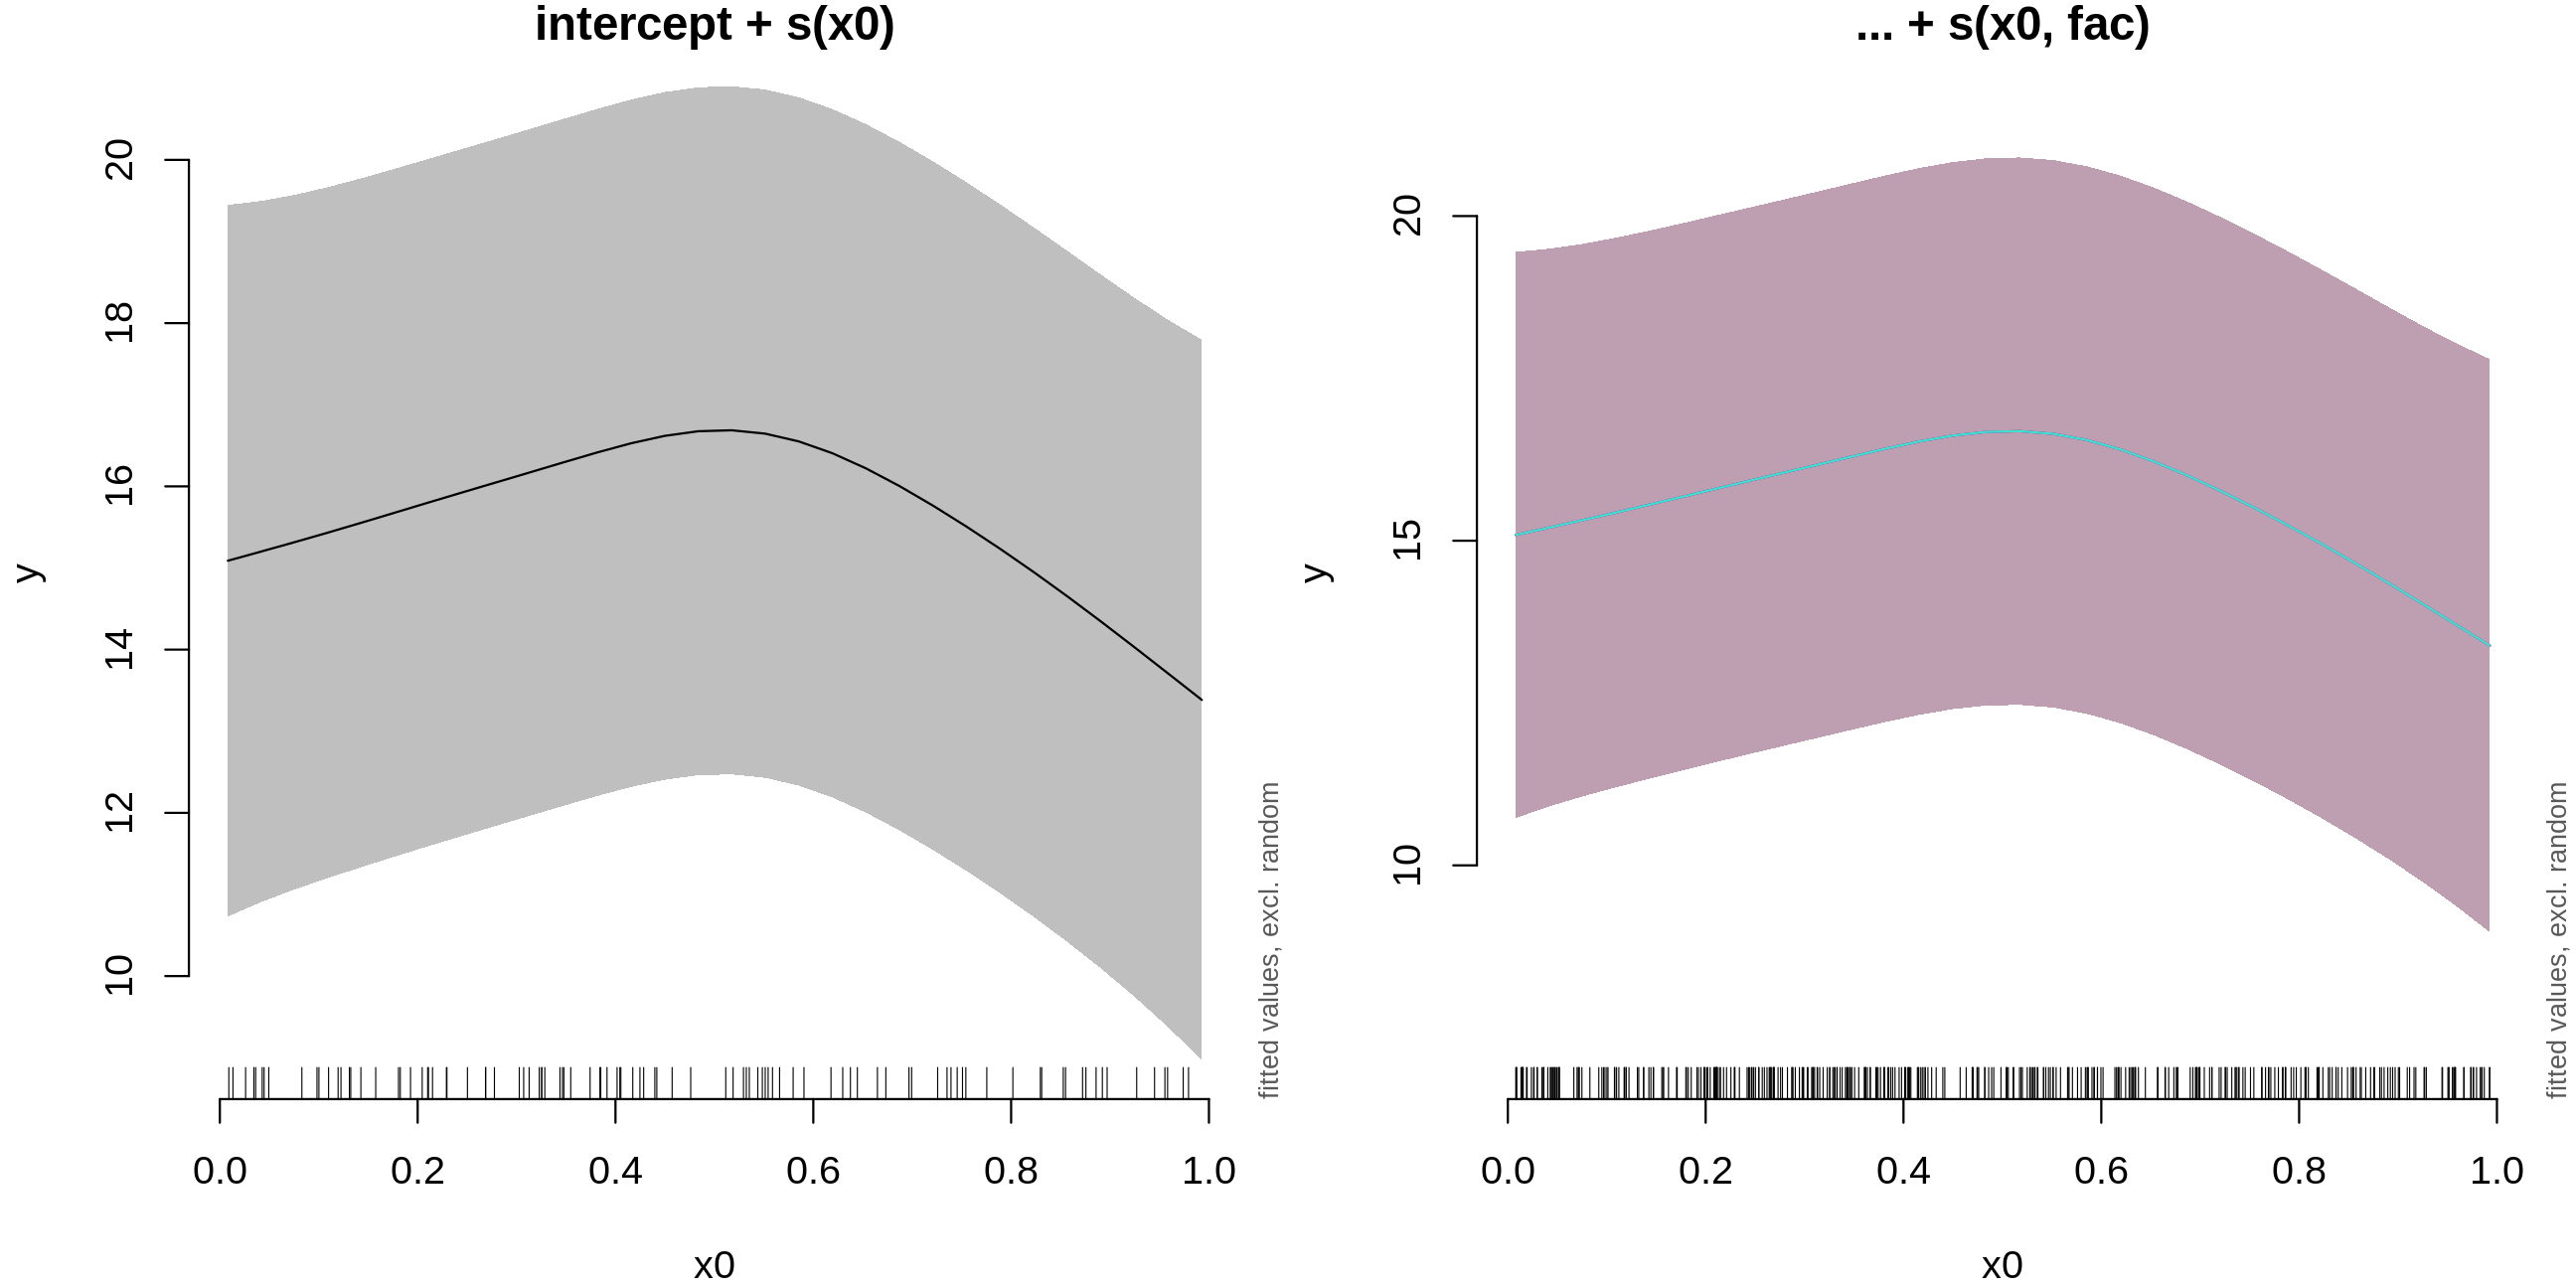 intercept + s(x0)
20
18
16
14
12
10
y
0.0 0.2 0.4 0.6 0.8 1.0
x0
fitted values, excl. random
... + s(x0, fac)
20
15
10
y
0.0 0.2 0.4 0.6 0.8 1.0
x0
fitted values, excl. random